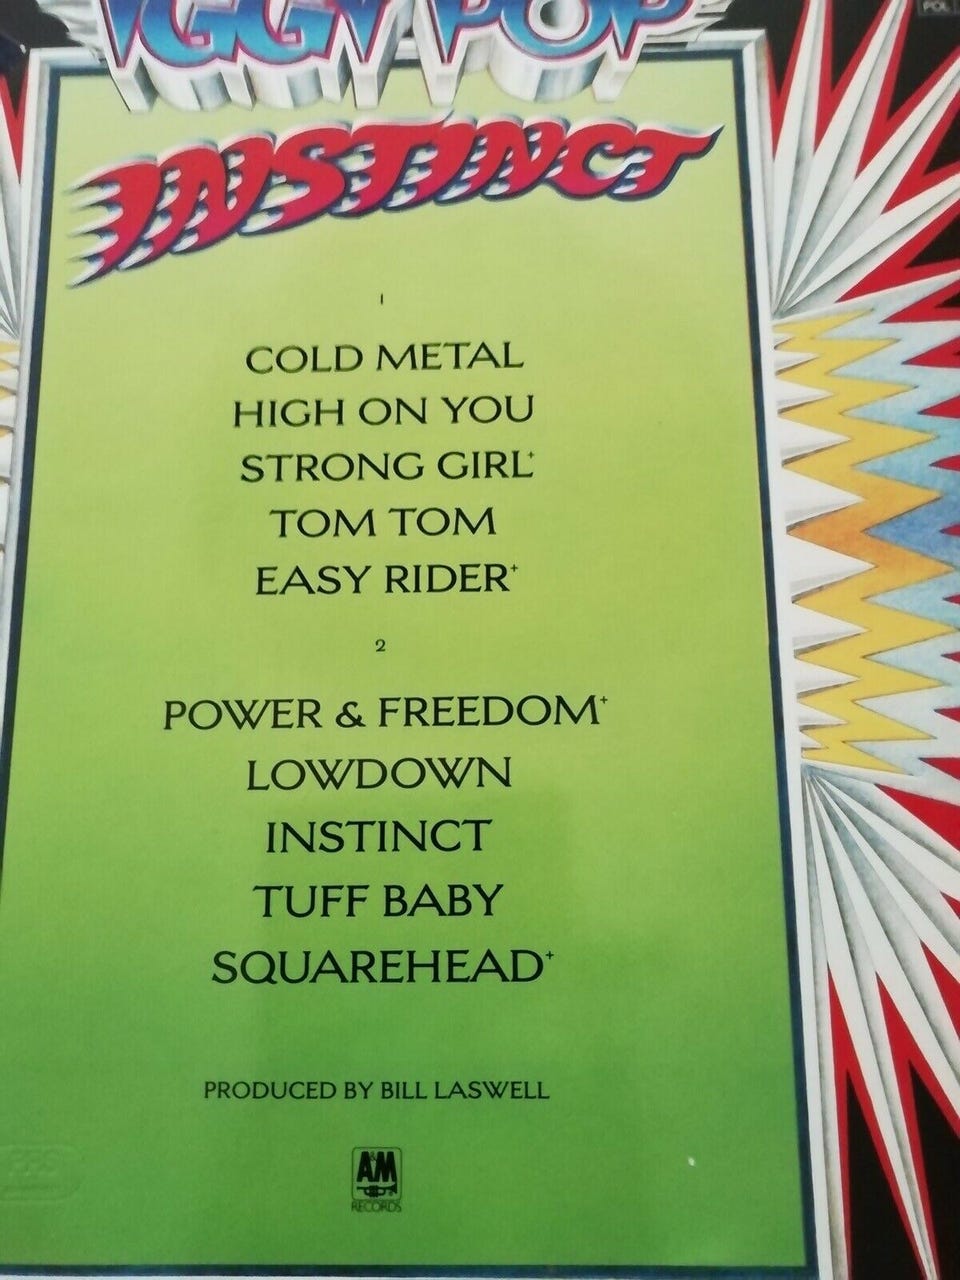 IGGY POP
INSTINCT
1
COLD METAL
HIGH ON YOU
STRONG GIRL+
TOM TOM
EASY RIDER+
2
POWER & FREEDOM+
LOWDOWN
INSTINCT
TUFF BABY
SQUAREHEAD+
PRODUCED BY BILL LASWELL
A&M
RECORDS